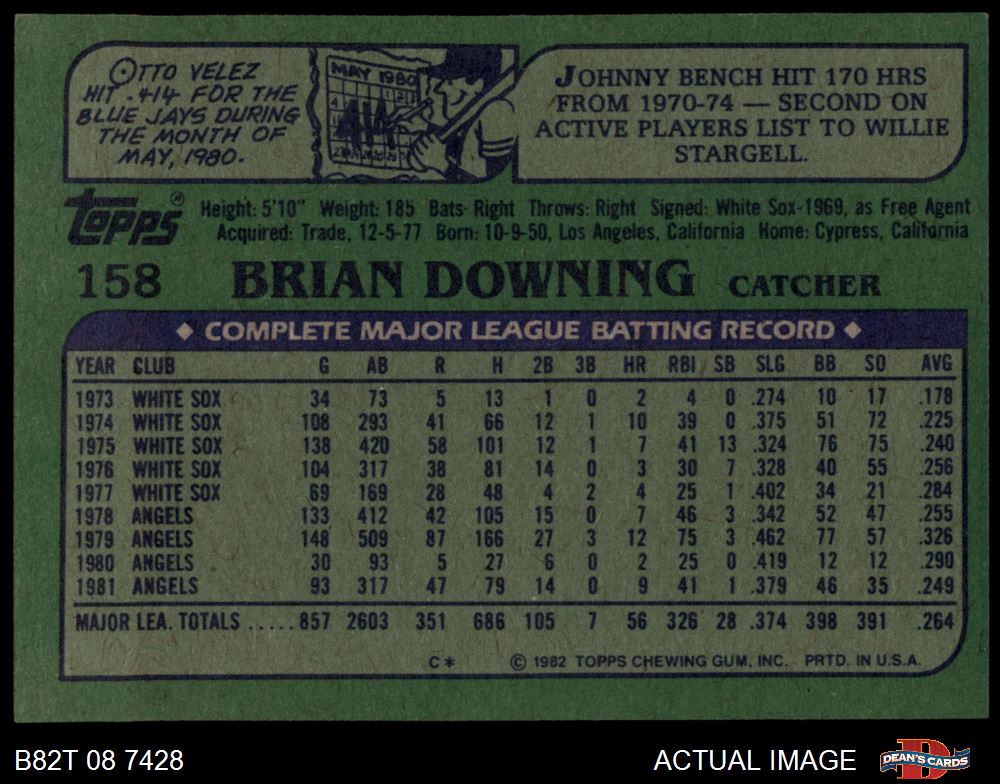 OTTO VELEZ
HIT .414 FOR THE
BLUE JAYS DURING
THE MONTH OF
MAY, 1980.
MAY 1980
414
JOHNNY BENCH HIT 170 HRS
FROM 1970-74 — SECOND ON
ACTIVE PLAYERS LIST TO WILLIE
STARGELL.
TOPPS®
Height: 5'10" Weight: 185 Bats: Right Throws: Right Signed: White Sox-1969, as Free Agent
Acquired: Trade, 12-5-77 Born: 10-9-50, Los Angeles, California Home: Cypress, California
158 BRIAN DOWNING CATCHER
◆ COMPLETE MAJOR LEAGUE BATTING RECORD ◆
YEAR CLUB G AB R H 2B 3B HR RBI SB SLG BB SO AVG
1973 WHITE SOX 34 73 5 13 1 0 2 4 0 .274 10 17 .178
1974 WHITE SOX 108 293 41 66 12 1 10 39 0 .375 51 72 .225
1975 WHITE SOX 138 420 58 101 12 1 7 41 13 .324 76 75 .240
1976 WHITE SOX 104 317 38 81 14 0 3 30 7 .328 40 55 .256
1977 WHITE SOX 69 169 28 48 4 2 4 25 1 .402 34 21 .284
1978 ANGELS 133 412 42 105 15 0 7 46 3 .342 52 47 .255
1979 ANGELS 148 509 87 166 27 3 12 75 3 .462 77 57 .326
1980 ANGELS 30 93 5 27 6 0 2 25 0 .419 12 12 .290
1981 ANGELS 93 317 47 79 14 0 9 41 1 .379 46 35 .249
MAJOR LEA. TOTALS .....857 2603 351 686 105 7 56 326 28 .374 398 391 .264
C* © 1982 TOPPS CHEWING GUM, INC. PRTD. IN U.S.A.
B82T 08 7428 ACTUAL IMAGE
D
DEAN'S CARDS